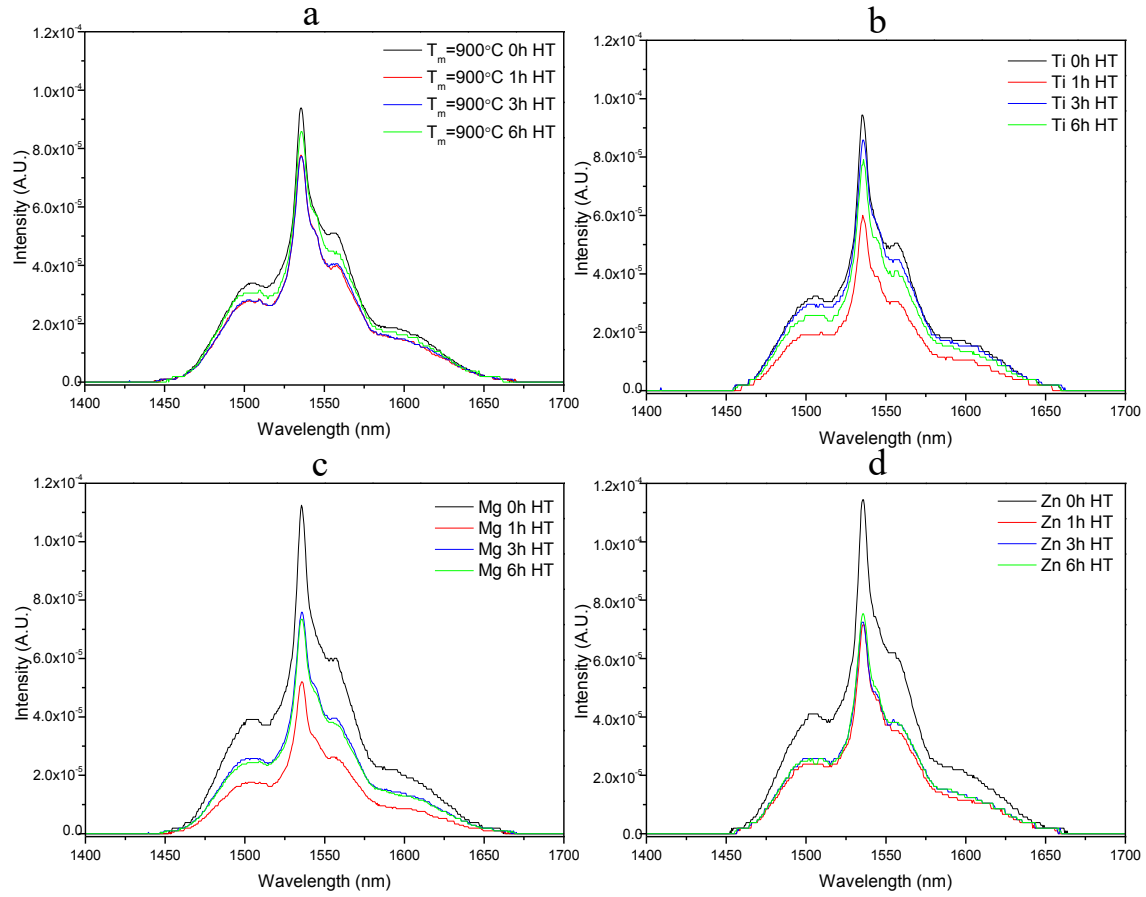 a
1.2x10⁻⁴
1.0x10⁻⁴
8.0x10⁻⁵
6.0x10⁻⁵
4.0x10⁻⁵
2.0x10⁻⁵
0.0
Intensity (A.U.)
Tₘ=900°C 0h HT
Tₘ=900°C 1h HT
Tₘ=900°C 3h HT
Tₘ=900°C 6h HT
1400 1450 1500 1550 1600 1650 1700
Wavelength (nm)
b
1.2x10⁻⁴
1.0x10⁻⁴
8.0x10⁻⁵
6.0x10⁻⁵
4.0x10⁻⁵
2.0x10⁻⁵
0.0
Intensity (A.U.)
Ti 0h HT
Ti 1h HT
Ti 3h HT
Ti 6h HT
1400 1450 1500 1550 1600 1650 1700
Wavelength (nm)
c
1.2x10⁻⁴
1.0x10⁻⁴
8.0x10⁻⁵
6.0x10⁻⁵
4.0x10⁻⁵
2.0x10⁻⁵
0.0
Intensity (A.U.)
Mg 0h HT
Mg 1h HT
Mg 3h HT
Mg 6h HT
1400 1450 1500 1550 1600 1650 1700
Wavelength (nm)
d
1.2x10⁻⁴
1.0x10⁻⁴
8.0x10⁻⁵
6.0x10⁻⁵
4.0x10⁻⁵
2.0x10⁻⁵
0.0
Intensity (A.U.)
Zn 0h HT
Zn 1h HT
Zn 3h HT
Zn 6h HT
1400 1450 1500 1550 1600 1650 1700
Wavelength (nm)